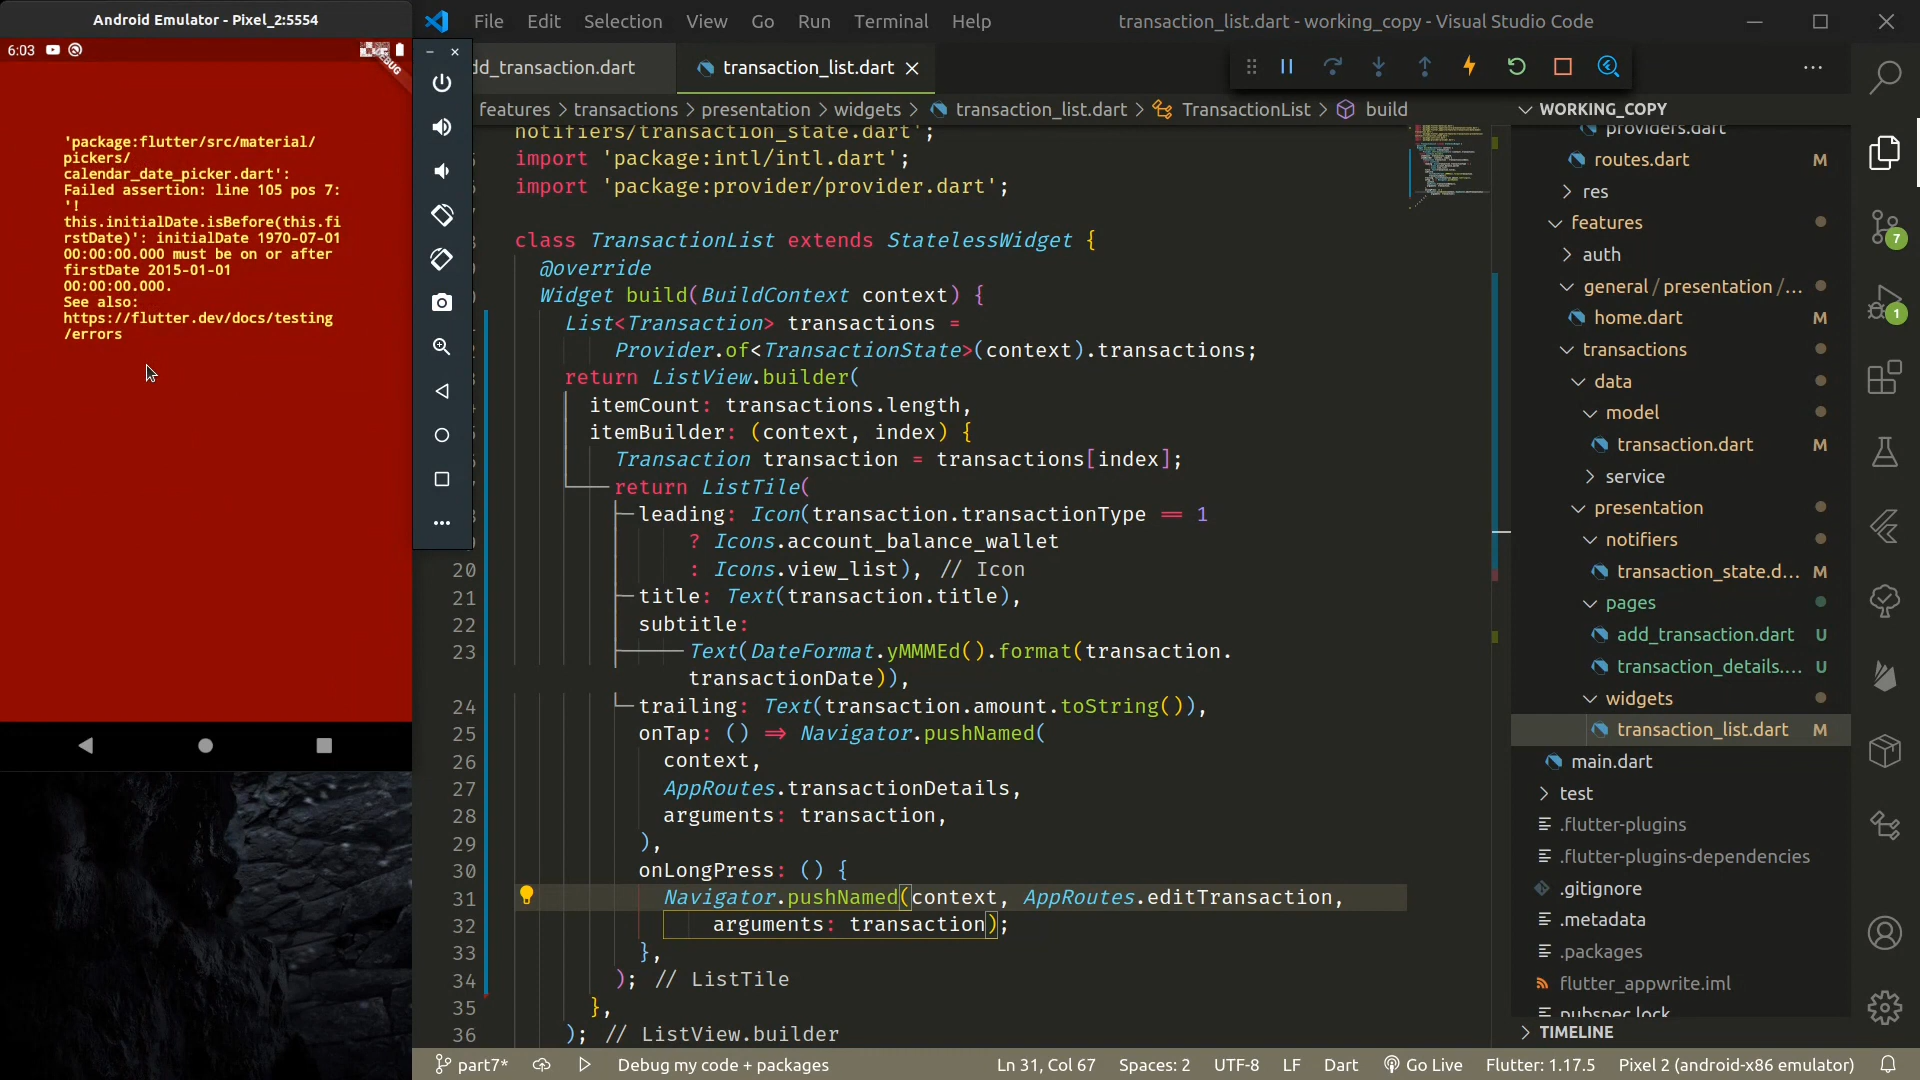 Android Emulator - Pixel_2:5554
6:03
DEBUG
'package:flutter/src/material/
pickers/
calendar_date_picker.dart':
Failed assertion: line 105 pos 7:
'!
this.initialDate.isBefore(this.fi
rstDate)': initialDate 1970-07-01
00:00:00.000 must be on or after
firstDate 2015-01-01
00:00:00.000.
See also:
https://flutter.dev/docs/testing
/errors
File Edit Selection View Go Run Terminal Help
transaction_list.dart - working_copy - Visual Studio Code
dd_transaction.dart
transaction_list.dart
features > transactions > presentation > widgets > transaction_list.dart > TransactionList > build
notifiers/transaction_state.dart';
import 'package:intl/intl.dart';
import 'package:provider/provider.dart';
class TransactionList extends StatelessWidget {
@override
Widget build(BuildContext context) {
List<Transaction> transactions =
Provider.of<TransactionState>(context).transactions;
return ListView.builder(
itemCount: transactions.length,
itemBuilder: (context, index) {
Transaction transaction = transactions[index];
return ListTile(
leading: Icon(transaction.transactionType == 1
? Icons.account_balance_wallet
20 : Icons.view_list), // Icon
21 title: Text(transaction.title),
22 subtitle:
23 Text(DateFormat.yMMMEd().format(transaction.
transactionDate)),
24 trailing: Text(transaction.amount.toString()),
25 onTap: () => Navigator.pushNamed(
26 context,
27 AppRoutes.transactionDetails,
28 arguments: transaction,
29 ),
30 onLongPress: () {
31 Navigator.pushNamed(context, AppRoutes.editTransaction,
32 arguments: transaction);
33 },
34 ); // ListTile
35 },
36 ); // ListView.builder
WORKING_COPY
providers.dart
routes.dart M
res
features
auth
general / presentation / ...
home.dart M
transactions
data
model
transaction.dart M
service
presentation
notifiers
transaction_state.d... M
pages
add_transaction.dart U
transaction_details.... U
widgets
transaction_list.dart M
main.dart
test
.flutter-plugins
.flutter-plugins-dependencies
.gitignore
.metadata
.packages
flutter_appwrite.iml
pubspec.lock
TIMELINE
7
1
part7* Debug my code + packages Ln 31, Col 67 Spaces: 2 UTF-8 LF Dart Go Live Flutter: 1.17.5 Pixel 2 (android-x86 emulator)